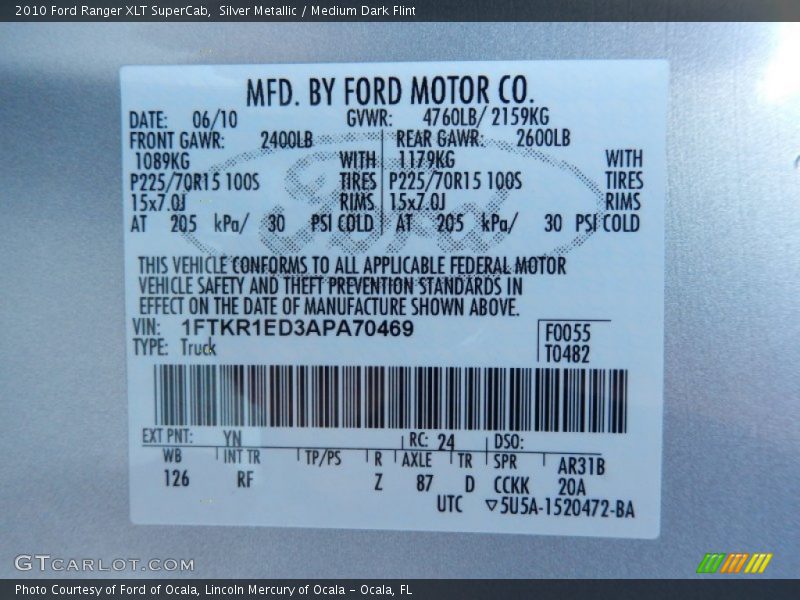 2010 Ford Ranger XLT SuperCab,  Silver Metallic / Medium Dark Flint
MFD. BY FORD MOTOR CO.
DATE: 06/10 GVWR: 4760LB/ 2159KG
FRONT GAWR: 2400LB REAR GAWR: 2600LB
1089KG WITH 1179KG WITH
P225/70R15 100S TIRES P225/70R15 100S TIRES
15x7.0J RIMS 15x7.0J RIMS
AT 205 kPa/ 30 PSI COLD AT 205 kPa/ 30 PSI COLD
Ford
THIS VEHICLE CONFORMS TO ALL APPLICABLE FEDERAL MOTOR
VEHICLE SAFETY AND THEFT PREVENTION STANDARDS IN
EFFECT ON THE DATE OF MANUFACTURE SHOWN ABOVE.
VIN: 1FTKR1ED3APA70469
TYPE: Truck
F0055
T0482
EXT PNT: YN RC: 24 DSO:
WB INT TR TP/PS R AXLE TR SPR AR31B
126 RF Z 87 D CCKK 20A
UTC ▽5U5A-1520472-BA
GTCarLot.com
Photo Courtesy of Ford of Ocala, Lincoln Mercury of Ocala – Ocala, FL